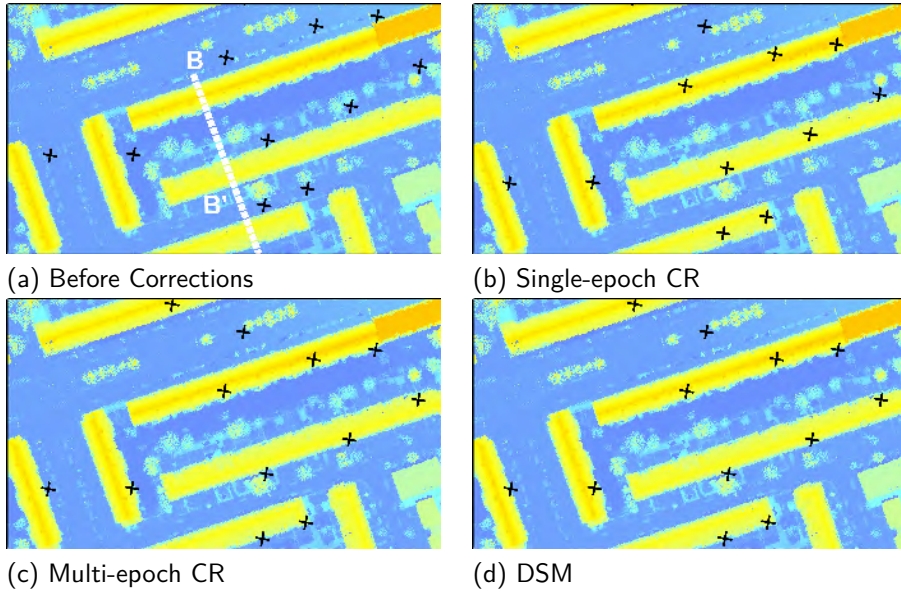 B
B'
(a) Before Corrections
(b) Single-epoch CR
(c) Multi-epoch CR
(d) DSM